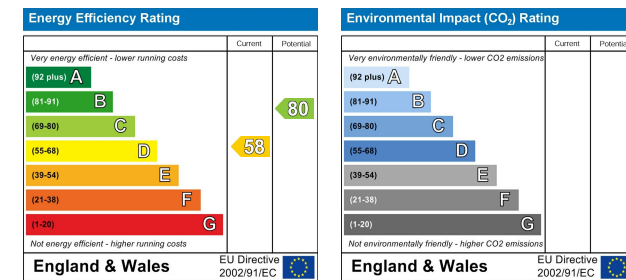 Energy Efficiency Rating
Current Potential
Very energy efficient - lower running costs
(92 plus) A
(81-91) B
80
(69-80) C
(55-68) D
58
(39-54) E
(21-38) F
(1-20) G
Not energy efficient - higher running costs
England & Wales
EU Directive
2002/91/EC
Environmental Impact (CO2) Rating
Current Potential
Very environmentally friendly - lower CO2 emissions
(92 plus) A
(81-91) B
(69-80) C
(55-68) D
(39-54) E
(21-38) F
(1-20) G
Not environmentally friendly - higher CO2 emissions
England & Wales
EU Directive
2002/91/EC